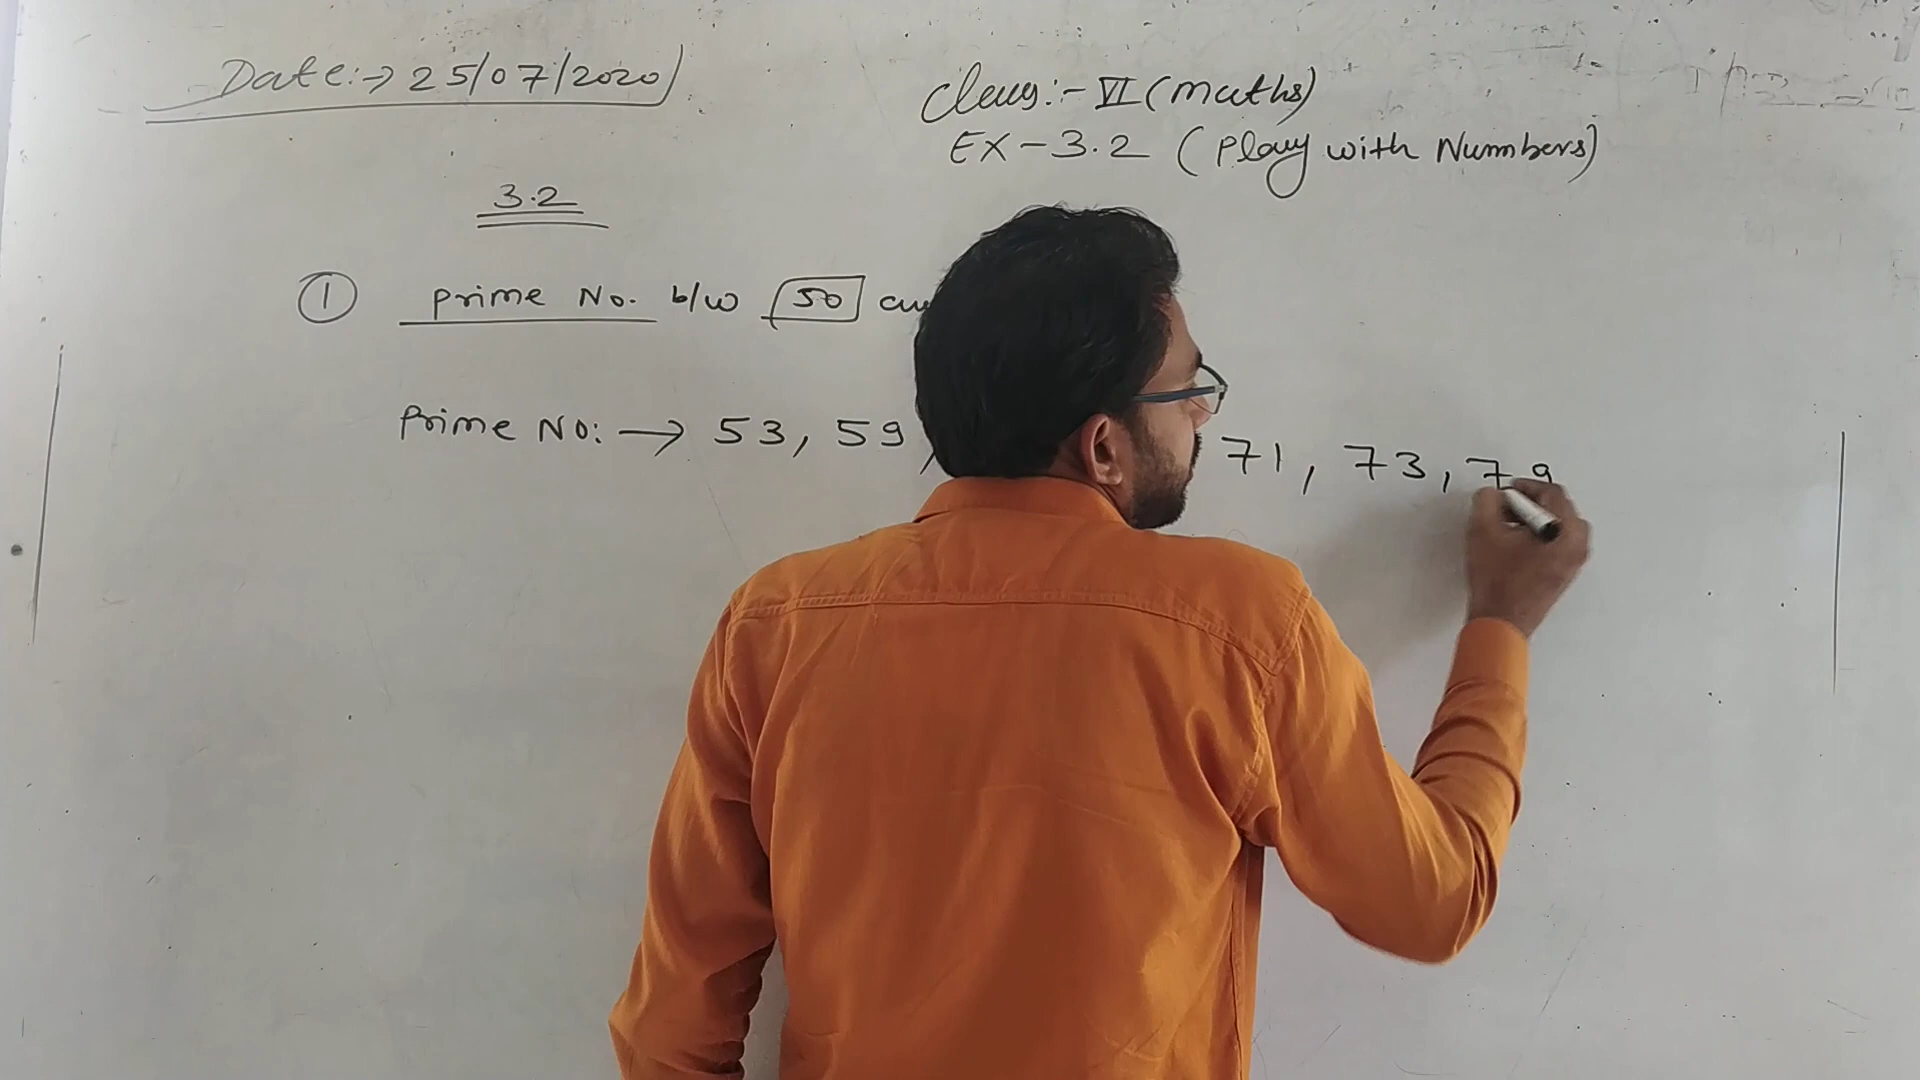 Date:→ 25/07/2020
Class:- VI (maths)
EX - 3.2 (Play with Numbers)
3.2
① prime No. b/w 50
Prime No: → 53, 59, 71, 73, 79